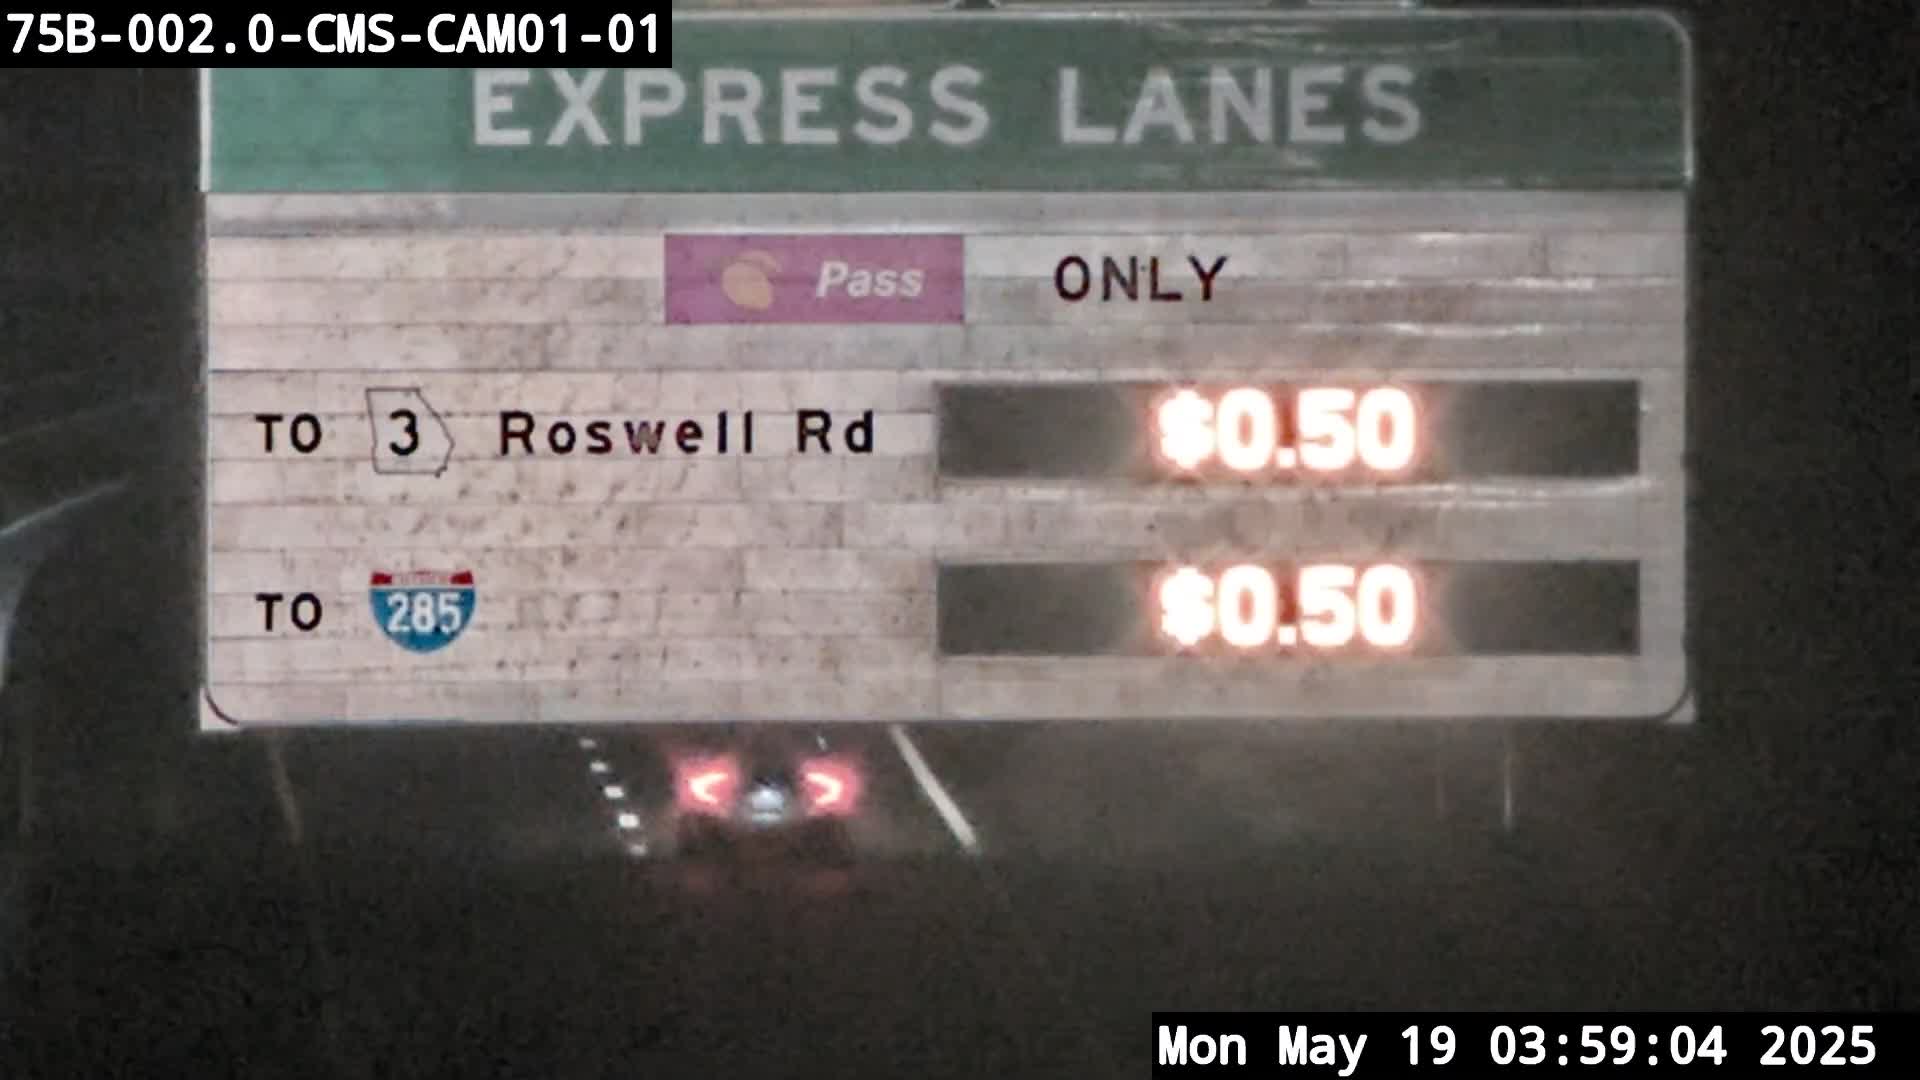 75B-002.0-CMS-CAM01-01
EXPRESS LANES
Pass ONLY
TO 3 Roswell Rd $0.50
TO 285 $0.50
Mon May 19 03:59:04 2025